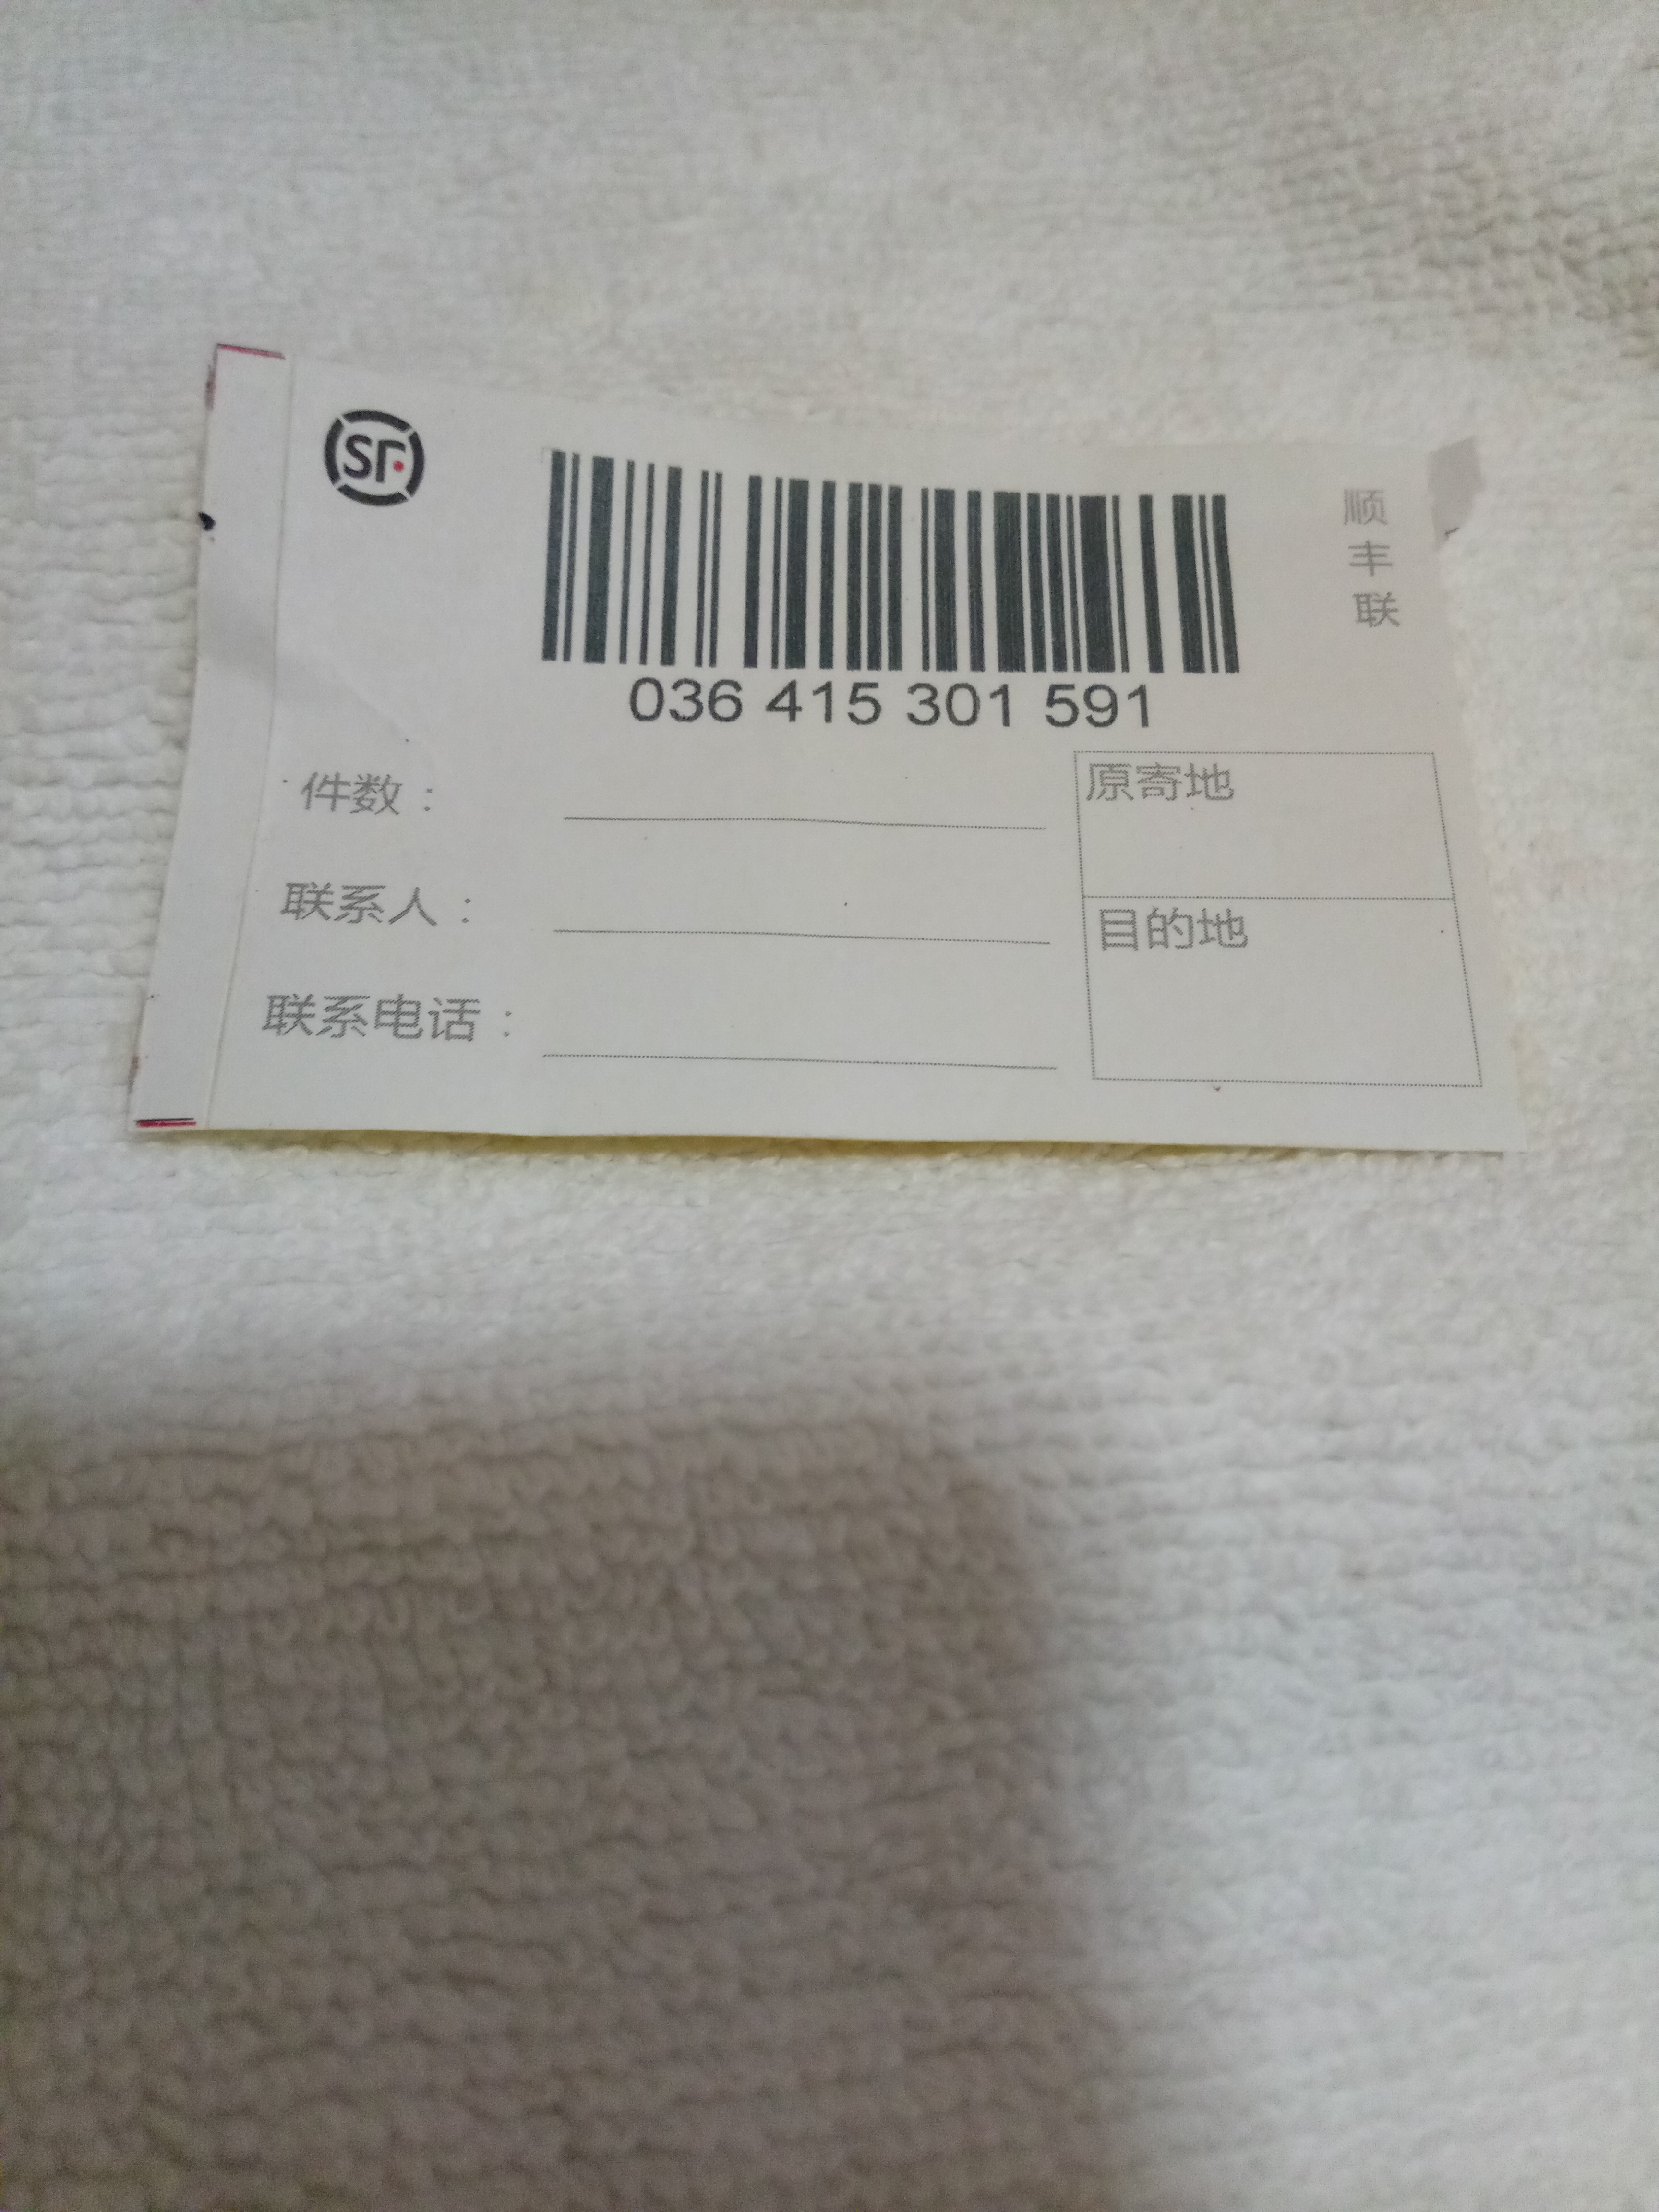 SF
顺丰联
036 415 301 591
件数：
原寄地
联系人：
目的地
联系电话：